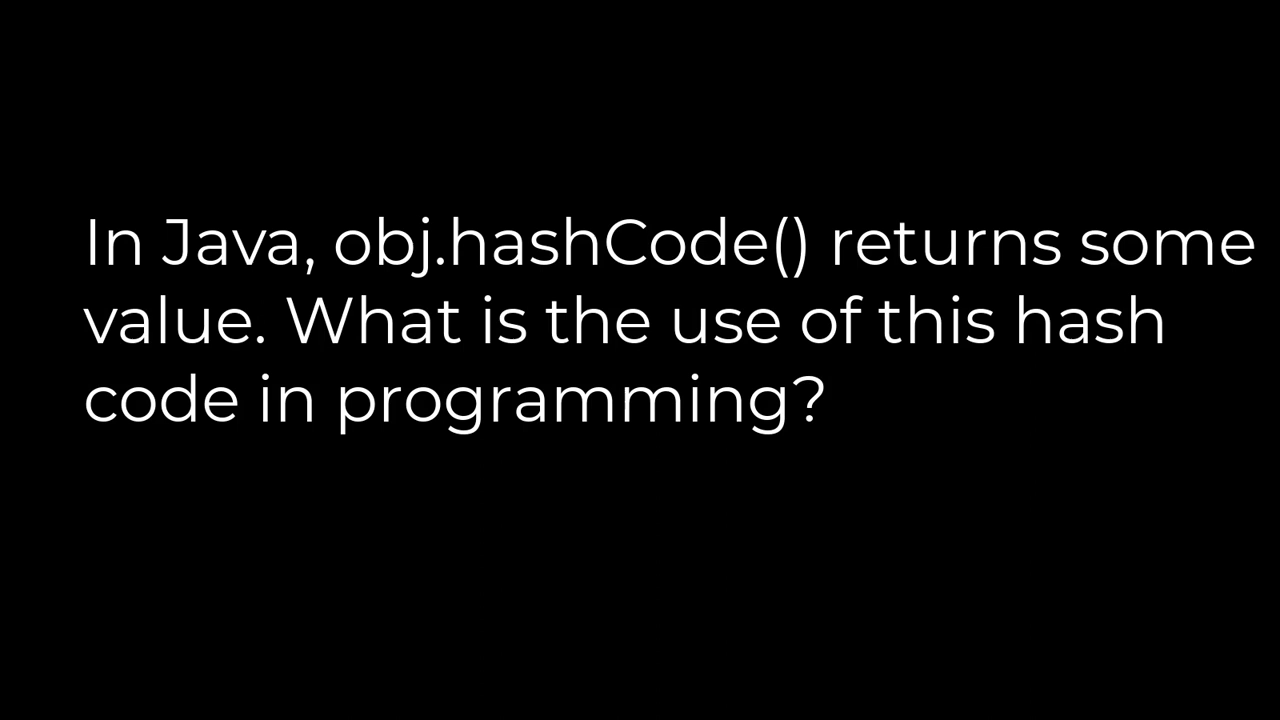 In Java, obj.hashCode() returns some
value. What is the use of this hash
code in programming?